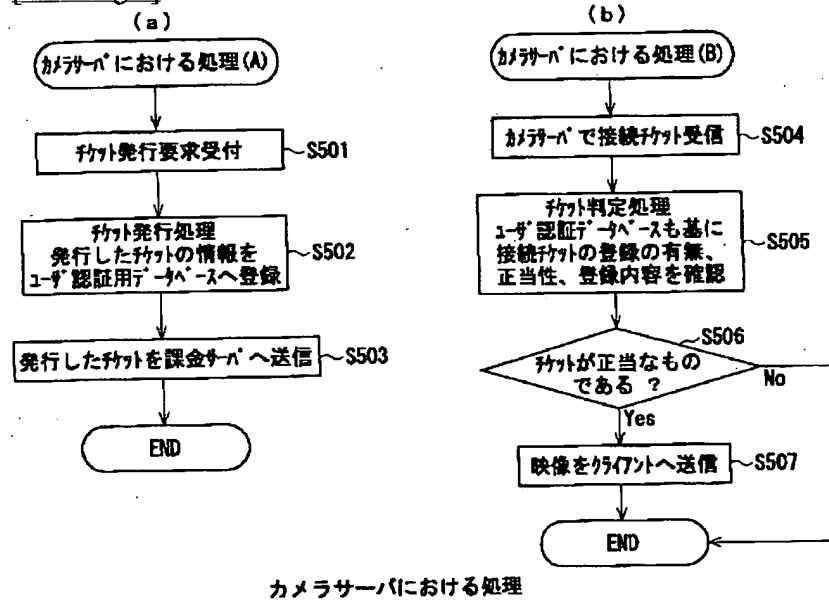 (a)
カメラサーバにおける処理(A)
チケット発行要求受付
S501
チケット発行処理
発行したチケットの情報を
ユーザ認証用データベースへ登録
S502
発行したチケットを課金サーバへ送信
S503
END
(b)
カメラサーバにおける処理(B)
カメラサーバで接続チケット受信
S504
チケット判定処理
ユーザ認証データベースも基に
接続チケットの登録の有無、
正当性、登録内容を確認
S505
S506
チケットが正当なもの
である ?
No
Yes
映像をクライアントへ送信
S507
END
カメラサーバにおける処理